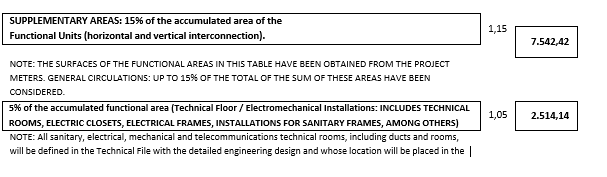 SUPPLEMENTARY AREAS: 15% of the accumulated area of the
Functional Units (horizontal and vertical interconnection).
1,15
7.542,42
NOTE: THE SURFACES OF THE FUNCTIONAL AREAS IN THIS TABLE HAVE BEEN OBTAINED FROM THE PROJECT
METERS. GENERAL CIRCULATIONS: UP TO 15% OF THE TOTAL OF THE SUM OF THESE AREAS HAVE BEEN
CONSIDERED.
5% of the accumulated functional area (Technical Floor / Electromechanical Installations: INCLUDES TECHNICAL
ROOMS, ELECTRIC CLOSETS, ELECTRICAL FRAMES, INSTALLATIONS FOR SANITARY FRAMES, AMONG OTHERS)
1,05
2.514,14
NOTE: All sanitary, electrical, mechanical and telecommunications technical rooms, including ducts and rooms,
will be defined in the Technical File with the detailed engineering design and whose location will be placed in the